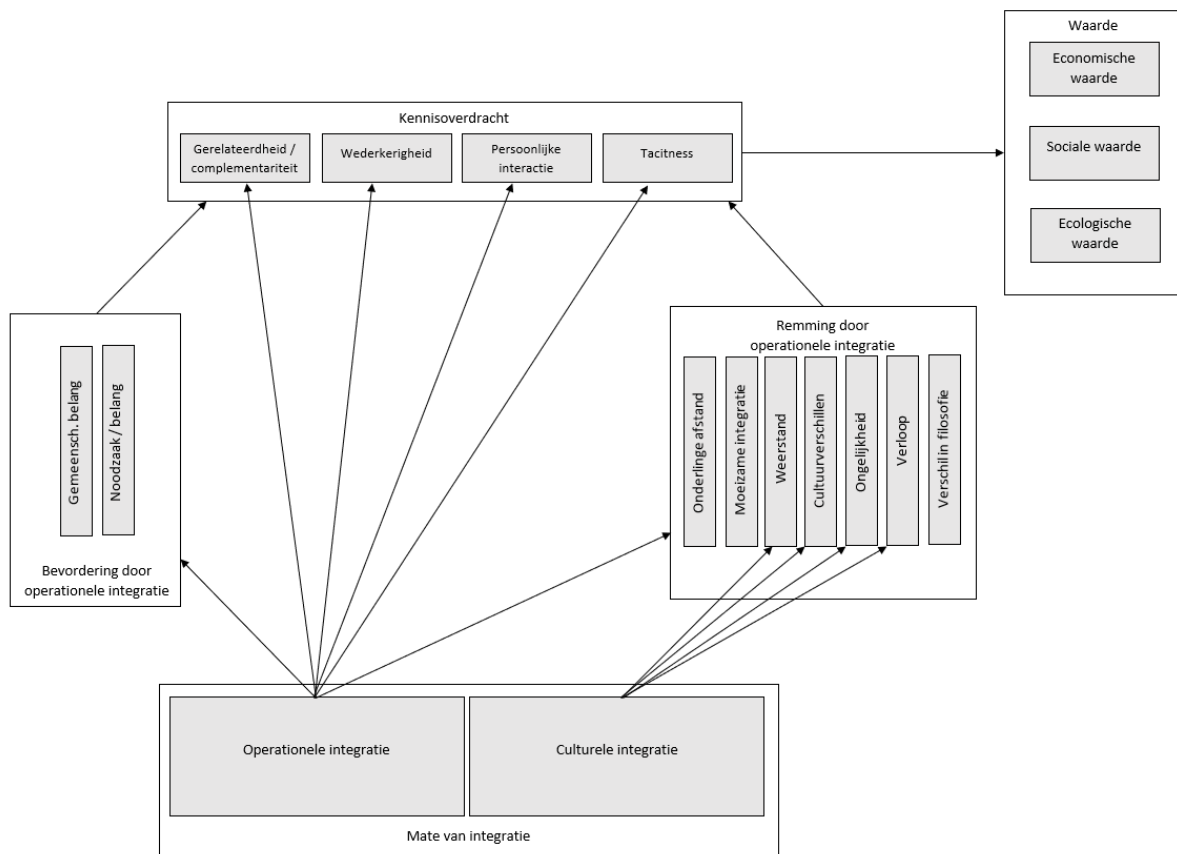 Waarde
Economische
waarde
Sociale waarde
Ecologische
waarde
Kennisoverdracht
Gerelateerdheid /
complementariteit
Wederkerigheid
Persoonlijke
interactie
Tacitness
Gemeensch. belang
Noodzaak / belang
Bevordering door
operationele integratie
Remming door
operationele integratie
Onderlinge afstand
Moeizame integratie
Weerstand
Cultuurverschillen
Ongelijkheid
Verloop
Verschil in filosofie
Operationele integratie
Culturele integratie
Mate van integratie